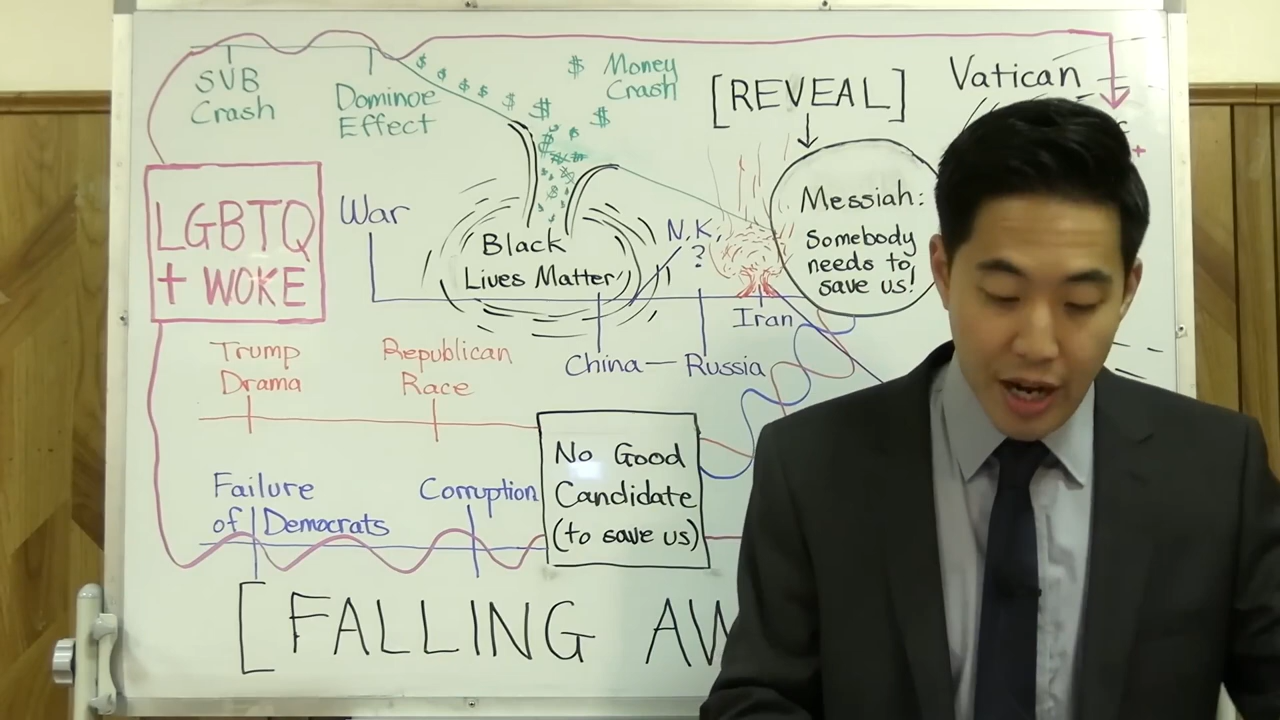 SVB
Crash
Dominoe
Effect
$ $ $ $ $ $
$ Money
Crash
[REVEAL]
Vatican
LGBTQ
+ WOKE
War
Black
Lives Matter
N.K.
?
Messiah:
Somebody
needs to
save us!
Iran
China — Russia
Trump
Drama
Republican
Race
No Good
Candidate
(to save us)
Failure
of Democrats
Corruption
[FALLING AW